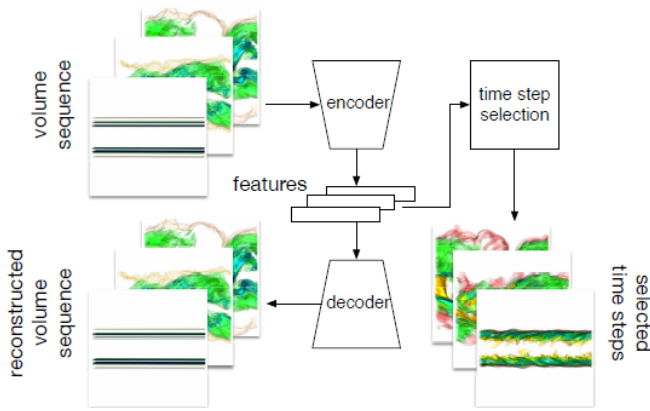 volume
sequence
encoder
time step
selection
features
reconstructed
volume
sequence
decoder
selected
time steps